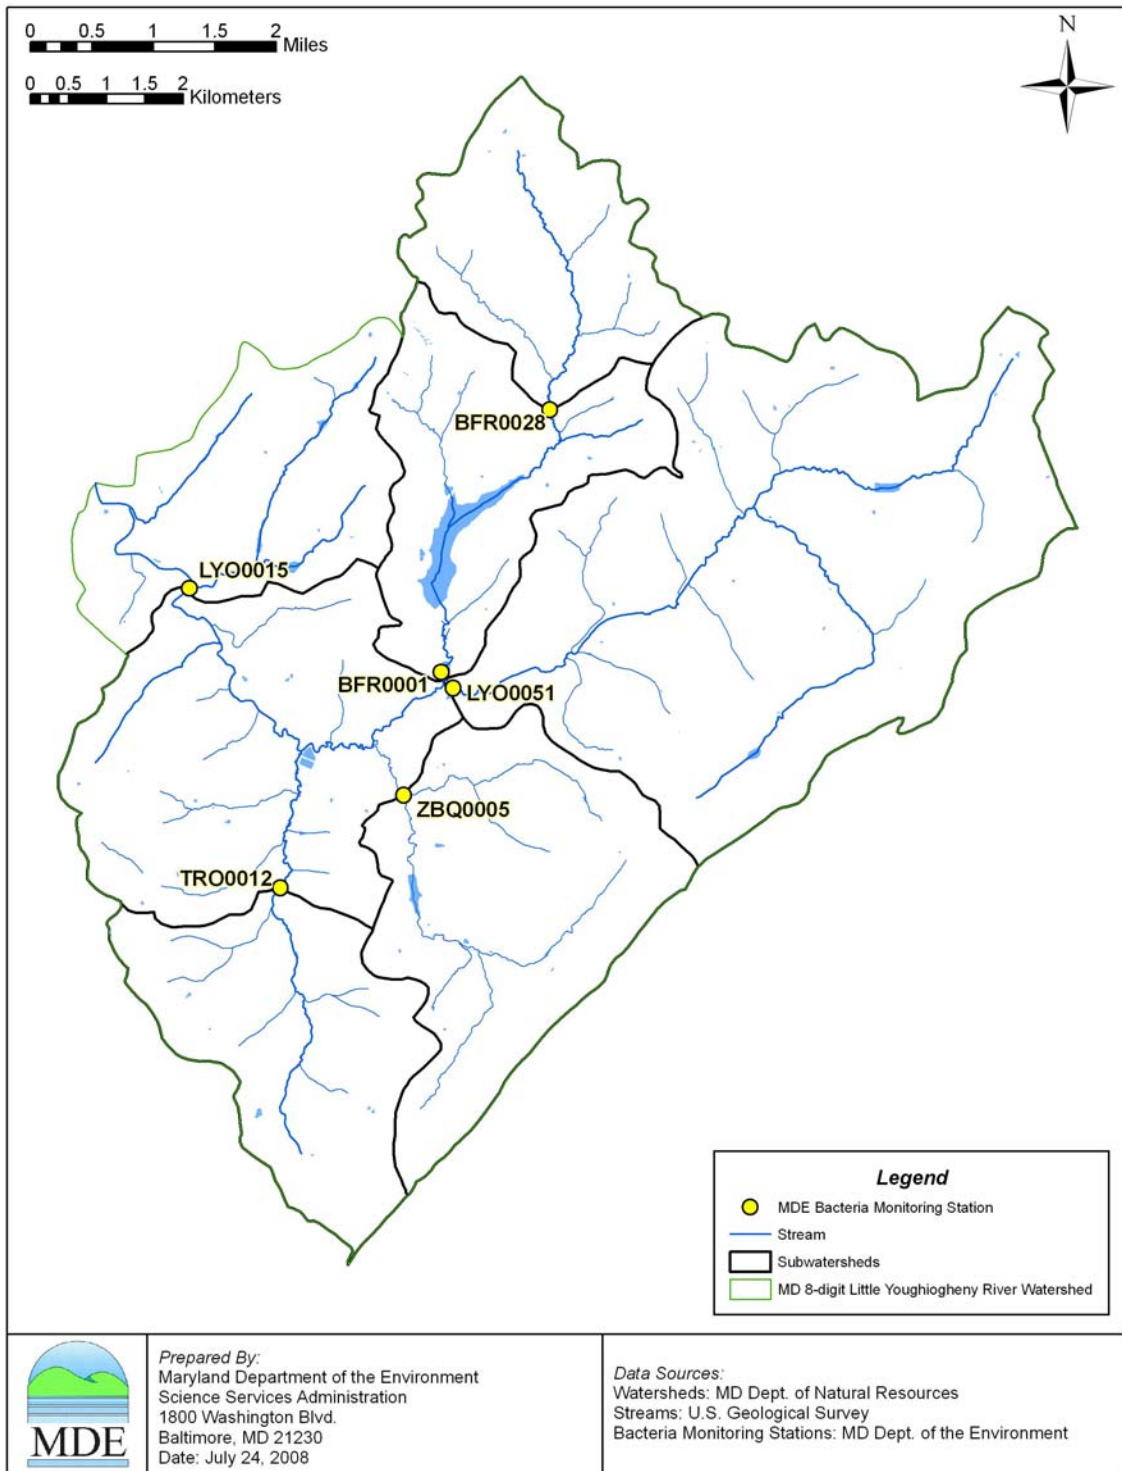 0 0.5 1 1.5 2
Miles
0 0.5 1 1.5 2
Kilometers
N
BFR0028
LYO0015
BFR0001
LYO0051
ZBQ0005
TRO0012
Legend
MDE Bacteria Monitoring Station
Stream
Subwatersheds
MD 8-digit Little Youghiogheny River Watershed
MDE
Prepared By:
Maryland Department of the Environment
Science Services Administration
1800 Washington Blvd.
Baltimore, MD 21230
Date: July 24, 2008
Data Sources:
Watersheds: MD Dept. of Natural Resources
Streams: U.S. Geological Survey
Bacteria Monitoring Stations: MD Dept. of the Environment